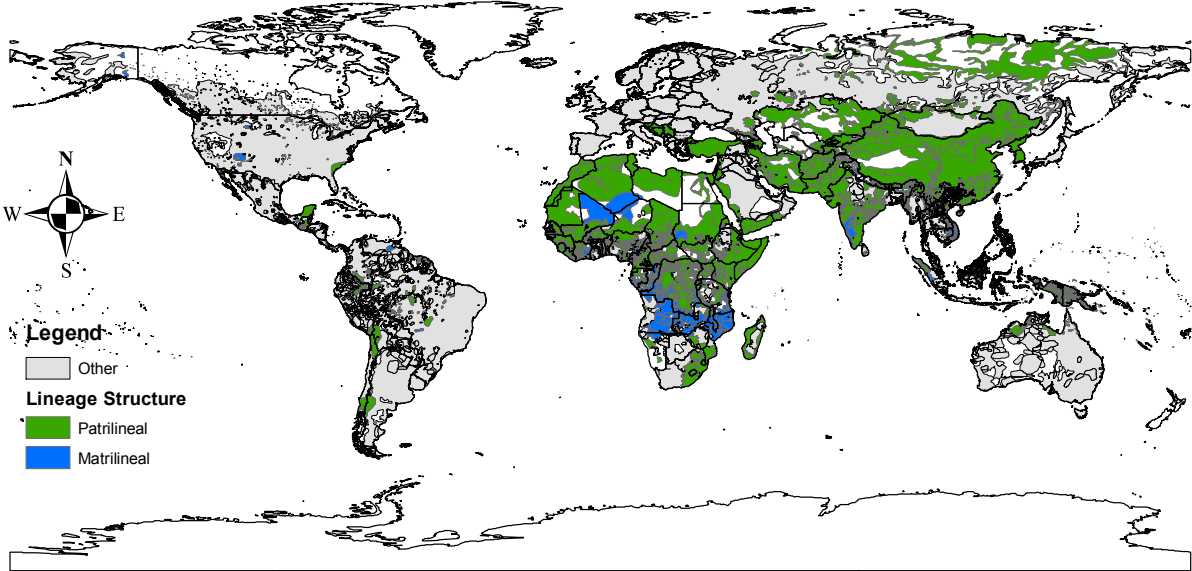 N
W E
S
Legend
Other
Lineage Structure
Patrilineal
Matrilineal